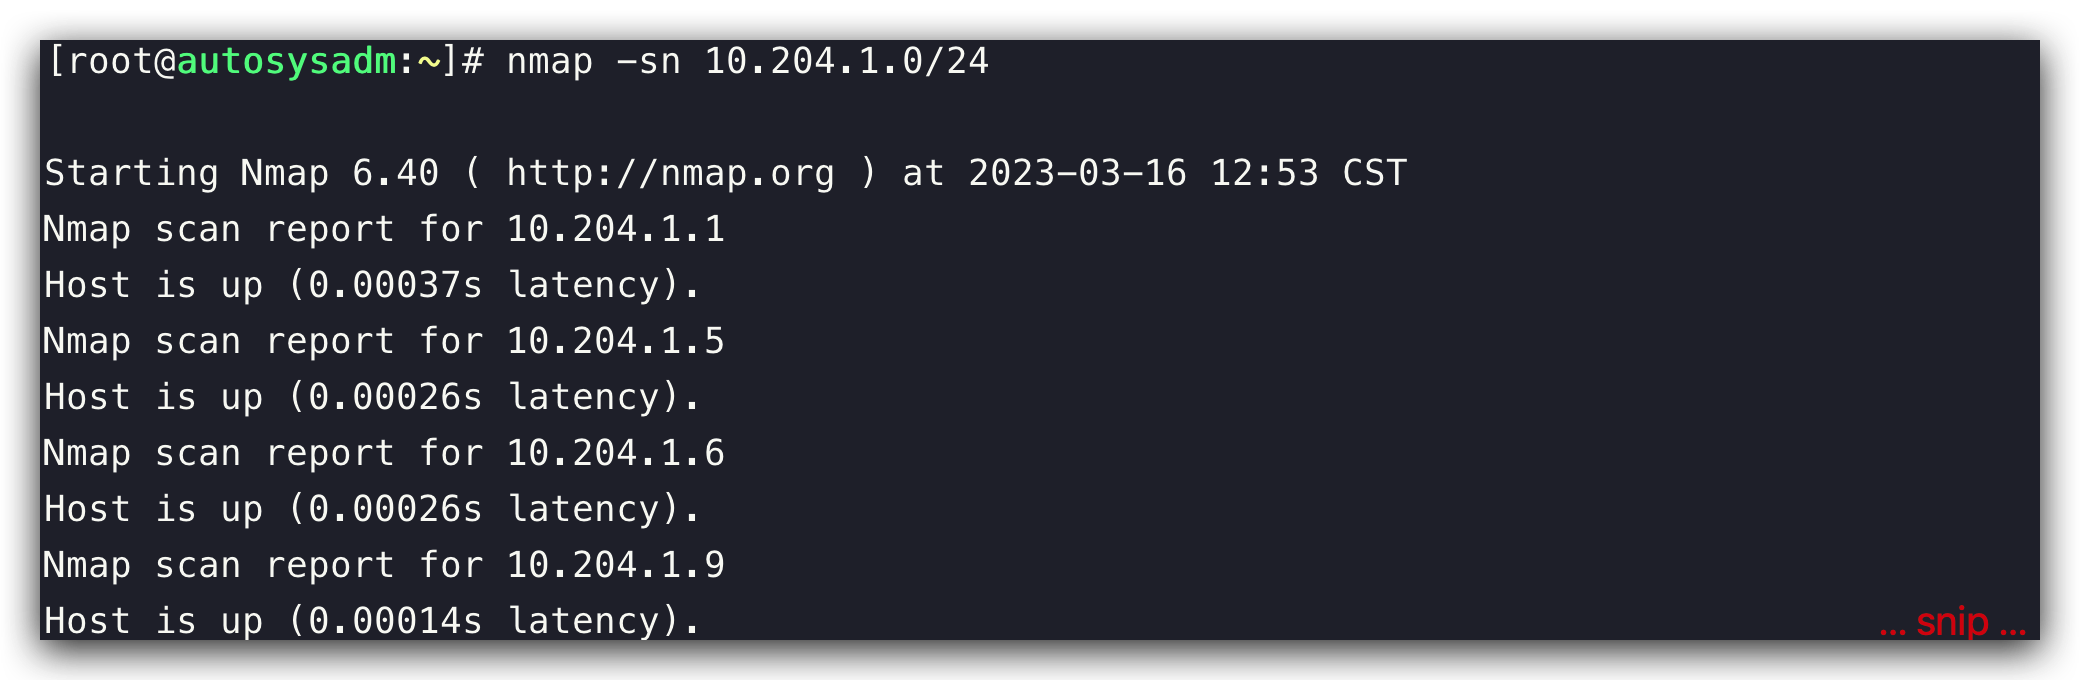 [root@autosysadm:~]# nmap -sn 10.204.1.0/24
Starting Nmap 6.40 ( http://nmap.org ) at 2023-03-16 12:53 CST
Nmap scan report for 10.204.1.1
Host is up (0.00037s latency).
Nmap scan report for 10.204.1.5
Host is up (0.00026s latency).
Nmap scan report for 10.204.1.6
Host is up (0.00026s latency).
Nmap scan report for 10.204.1.9
Host is up (0.00014s latency).
... snip ...